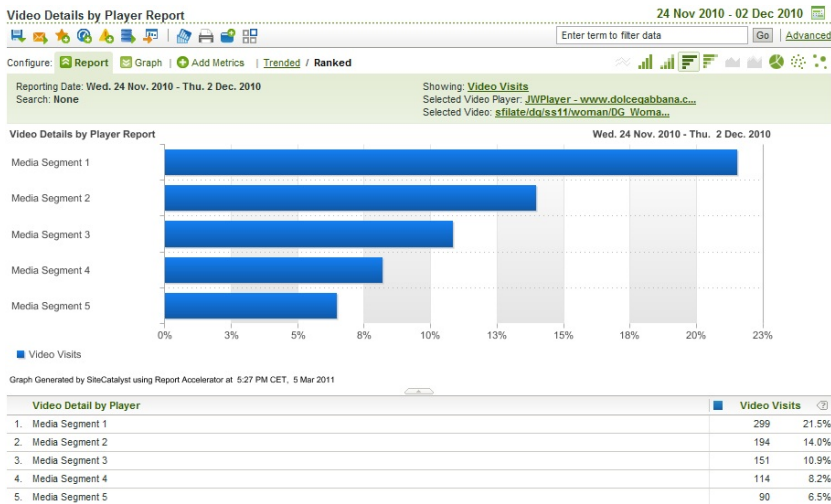 Video Details by Player Report
24 Nov 2010 - 02 Dec 2010
Enter term to filter data Go | Advanced
Configure: Report Graph | Add Metrics | Trended / Ranked
Reporting Date: Wed. 24 Nov. 2010 - Thu. 2 Dec. 2010
Search: None
Showing: Video Visits
Selected Video Player: JWPlayer - www.dolcegabbana.c...
Selected Video: sfilate/dg/ss11/woman/DG_Woma...
Video Details by Player Report
Wed. 24 Nov. 2010 - Thu. 2 Dec. 2010
Media Segment 1
Media Segment 2
Media Segment 3
Media Segment 4
Media Segment 5
0% 3% 5% 8% 10% 13% 15% 18% 20% 23%
Video Visits
Graph Generated by SiteCatalyst using Report Accelerator at 5:27 PM CET, 5 Mar 2011
Video Detail by Player Video Visits
1. Media Segment 1 299 21.5%
2. Media Segment 2 194 14.0%
3. Media Segment 3 151 10.9%
4. Media Segment 4 114 8.2%
5. Media Segment 5 90 6.5%